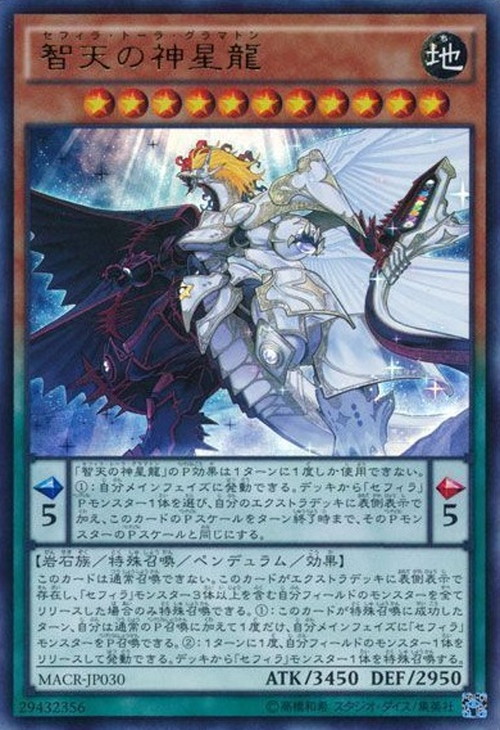 セフィラ・トーラ・グラマトン
智天の神星龍
地
「智天の神星龍」のP効果は１ターンに１度しか使用できない。
①：自分メインフェイズに発動できる。デッキから「セフィラ」
Pモンスター１体を選び、自分のエクストラデッキに表側表示で
加え、このカードのPスケールをターン終了時まで、そのPモン
スターのPスケールと同じにする。
5
5
【岩石族／特殊召喚／ペンデュラム／効果】
このカードは通常召喚できない。このカードがエクストラデッキに表側表示で
存在し、「セフィラ」モンスター３体以上を含む自分フィールドのモンスターを全て
リリースした場合のみ特殊召喚できる。①：このカードが特殊召喚に成功した
ターン、自分は通常のP召喚に加えて１度だけ、自分メインフェイズに「セフィラ」
モンスターをP召喚できる。②：１ターンに１度、自分フィールドのモンスター１体を
リリースして発動できる。デッキから「セフィラ」モンスター１体を特殊召喚する。
MACR-JP030
ATK/3450 DEF/2950
29432356
©高橋和希 スタジオ・ダイス/集英社